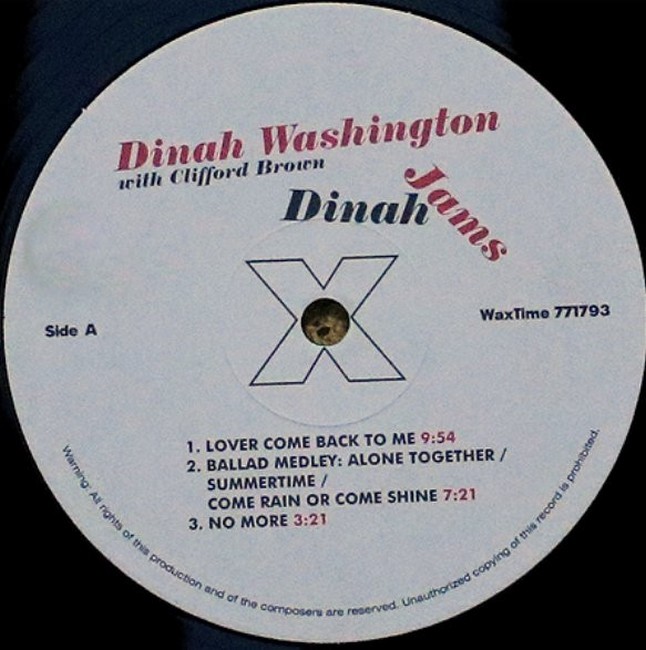 Dinah Washington
with Clifford Brown
Dinah Jams
X
Side A
WaxTime 771793
1. LOVER COME BACK TO ME 9:54
2. BALLAD MEDLEY: ALONE TOGETHER /
SUMMERTIME /
COME RAIN OR COME SHINE 7:21
3. NO MORE 3:21
Warning: All rights of this production and of the composers are reserved. Unauthorized copying of this record is prohibited.